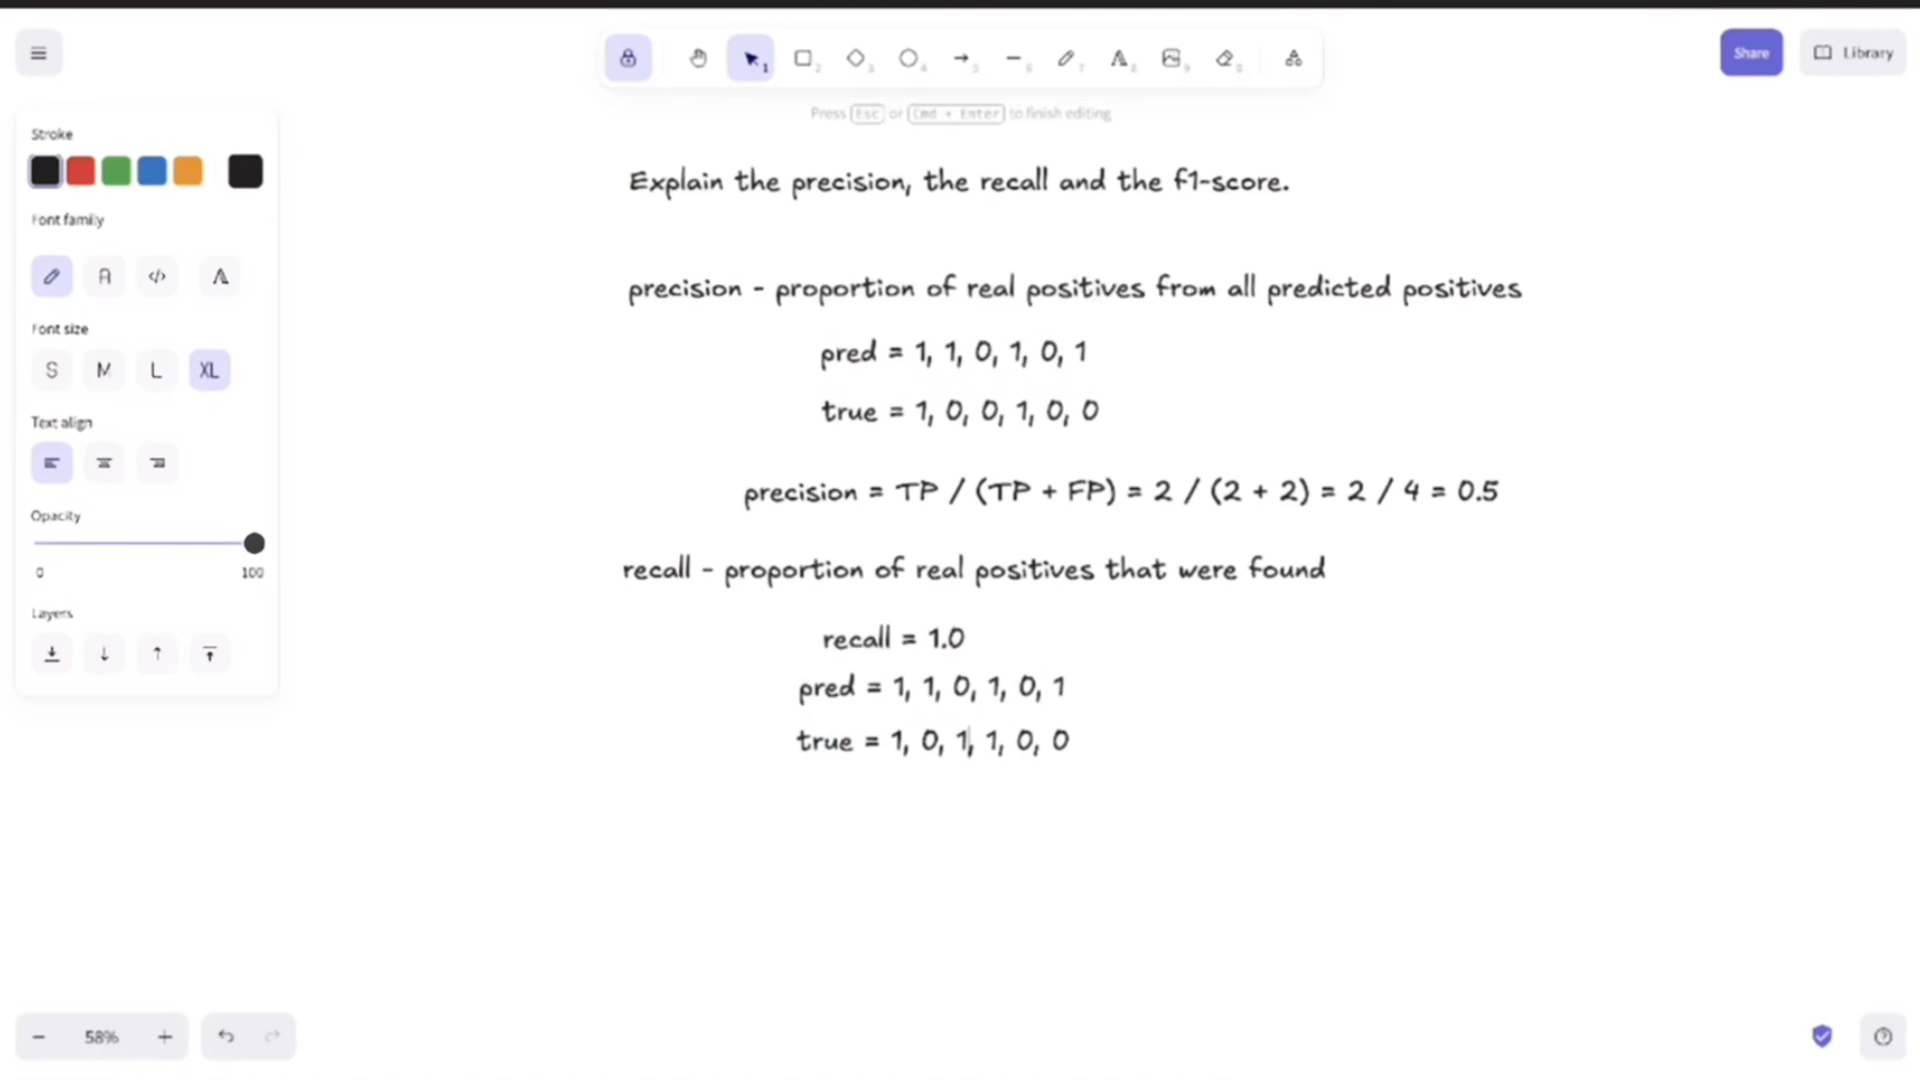 Share
Library
Press Esc or Cmd + Enter to finish editing
Stroke
Font family
Font size
S M L XL
Text align
Opacity
0 100
Layers
Explain the precision, the recall and the f1-score.
precision - proportion of real positives from all predicted positives
pred = 1, 1, 0, 1, 0, 1
true = 1, 0, 0, 1, 0, 0
precision = TP / (TP + FP) = 2 / (2 + 2) = 2 / 4 = 0.5
recall - proportion of real positives that were found
recall = 1.0
pred = 1, 1, 0, 1, 0, 1
true = 1, 0, 1, 1, 0, 0
58%